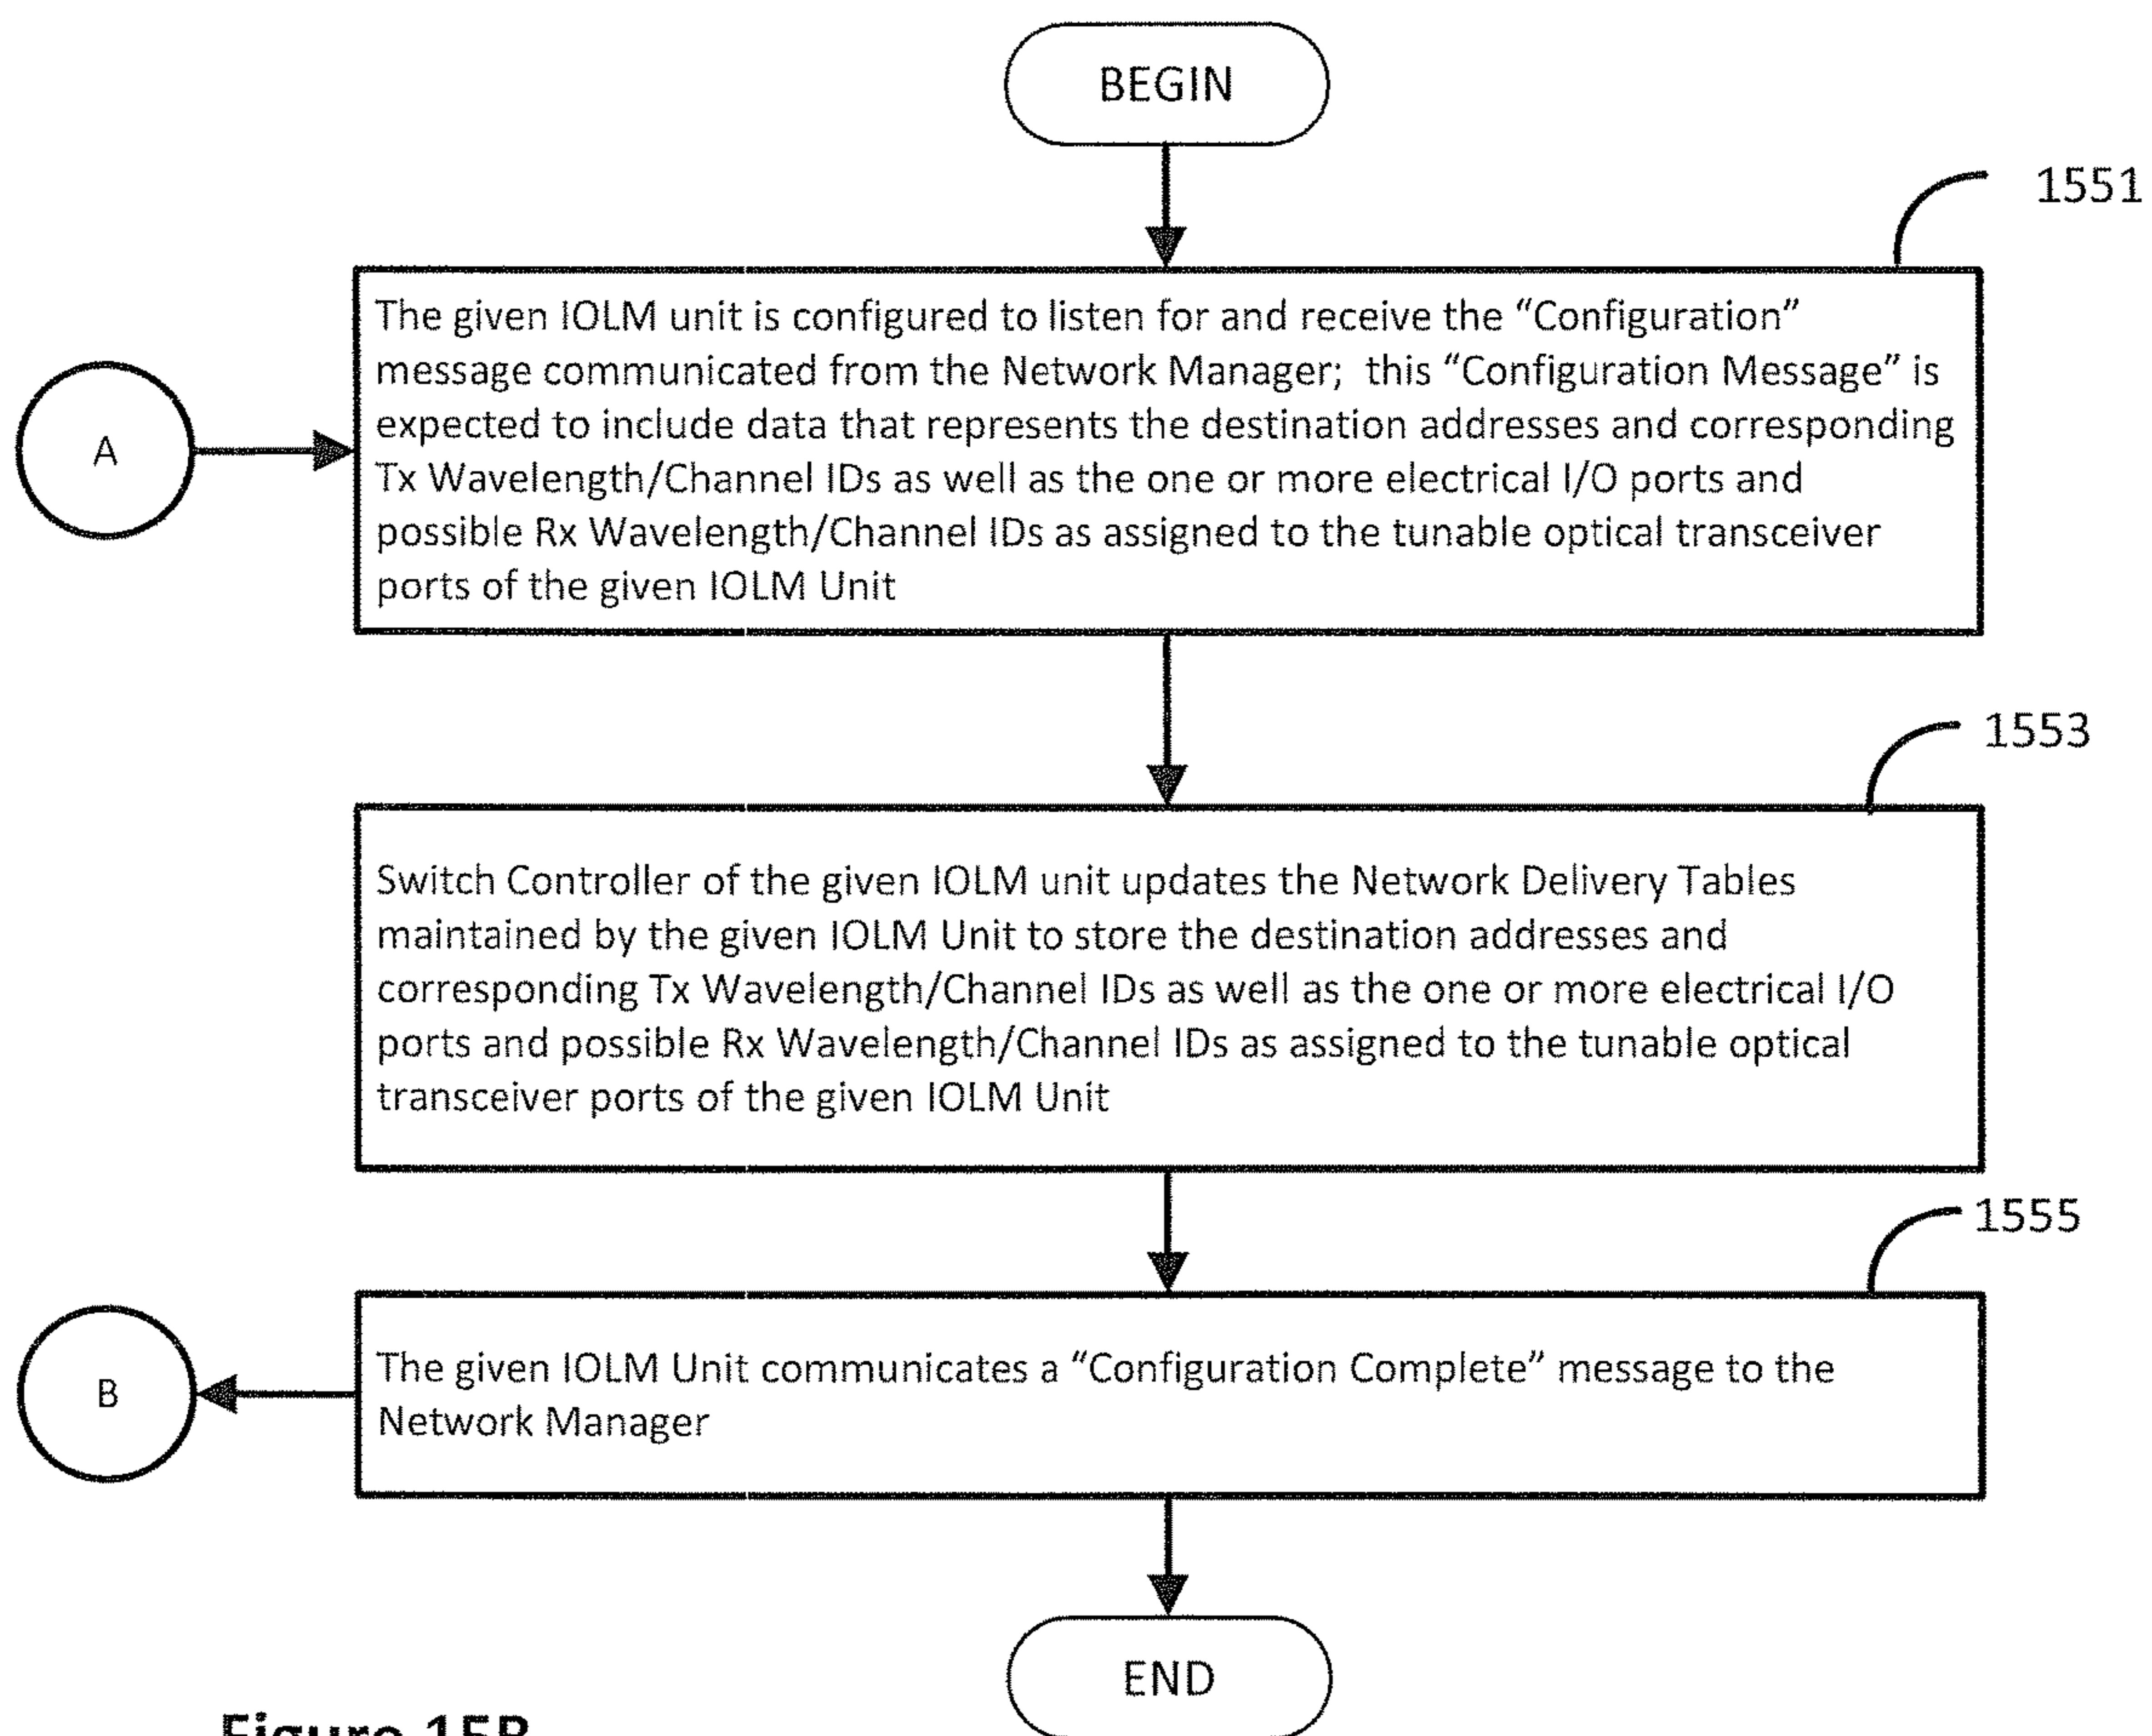 BEGIN
1551
The given IOLM unit is configured to listen for and receive the “Configuration”
message communicated from the Network Manager; this “Configuration Message” is
expected to include data that represents the destination addresses and corresponding
Tx Wavelength/Channel IDs as well as the one or more electrical I/O ports and
possible Rx Wavelength/Channel IDs as assigned to the tunable optical transceiver
ports of the given IOLM Unit
A
1553
Switch Controller of the given IOLM unit updates the Network Delivery Tables
maintained by the given IOLM Unit to store the destination addresses and
corresponding Tx Wavelength/Channel IDs as well as the one or more electrical I/O
ports and possible Rx Wavelength/Channel IDs as assigned to the tunable optical
transceiver ports of the given IOLM Unit
1555
The given IOLM Unit communicates a “Configuration Complete” message to the
Network Manager
B
END
Figure 15B